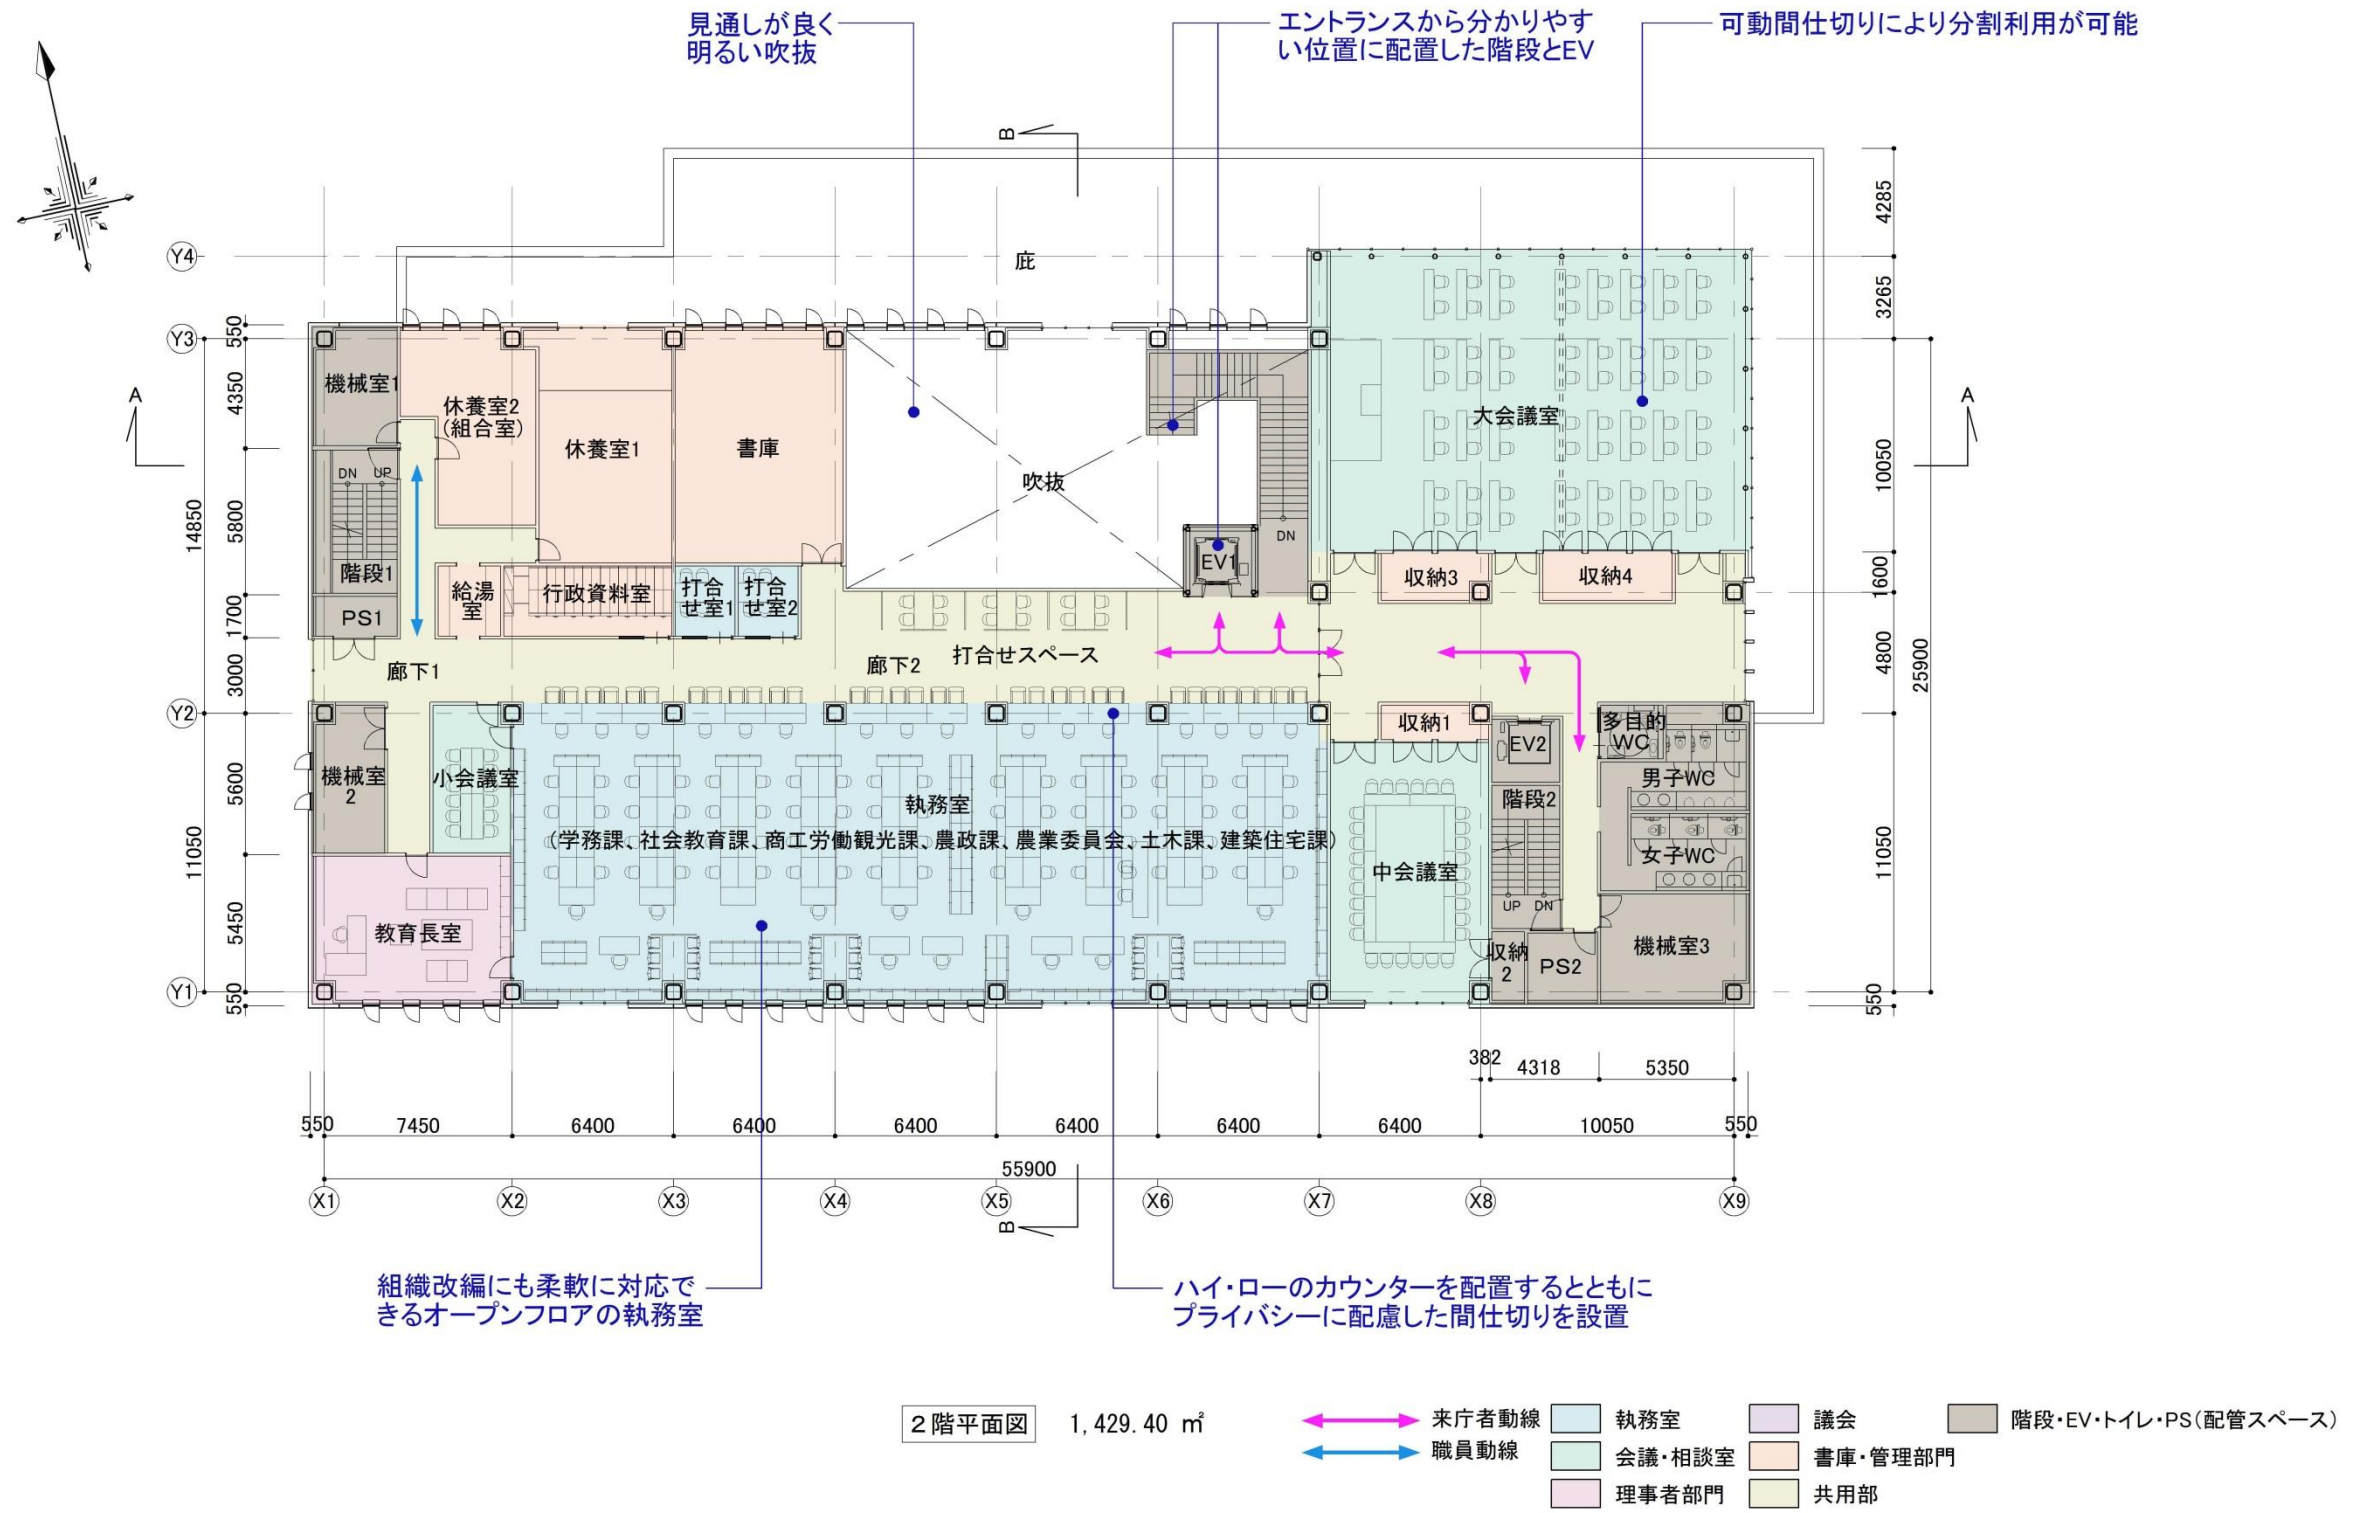 見通しが良く
明るい吹抜
エントランスから分かりやす
い位置に配置した階段とEV
可動間仕切りにより分割利用が可能
B
4285
Y4
庇
3265
Y3
550
機械室1
4350
A
休養室2
(組合室)
休養室1
書庫
吹抜
大会議室
A
10050
DN UP
14850
5800
DN
階段1
EV1
収納3
収納4
1600
給湯
室
行政資料室
打合
せ室1
打合
せ室2
PS1
1700
4800
25900
廊下1
3000
廊下2
打合せスペース
Y2
収納1
多目的
WC
EV2
機械室
2
小会議室
5600
執務室
(学務課、社会教育課、商工労働観光課、農政課、農業委員会、土木課、建築住宅課)
男子WC
階段2
11050
女子WC
11050
中会議室
UP DN
教育長室
5450
収納
2
PS2
機械室3
Y1
550
550
382
4318
5350
550
7450
6400
6400
6400
6400
6400
6400
10050
550
55900
X1
X2
X3
X4
X5
X6
X7
X8
X9
B
組織改編にも柔軟に対応で
きるオープンフロアの執務室
ハイ・ローのカウンターを配置するとともに
プライバシーに配慮した間仕切りを設置
2階平面図
1,429.40 ㎡
来庁者動線
職員動線
執務室
会議・相談室
理事者部門
議会
書庫・管理部門
共用部
階段・EV・トイレ・PS(配管スペース)